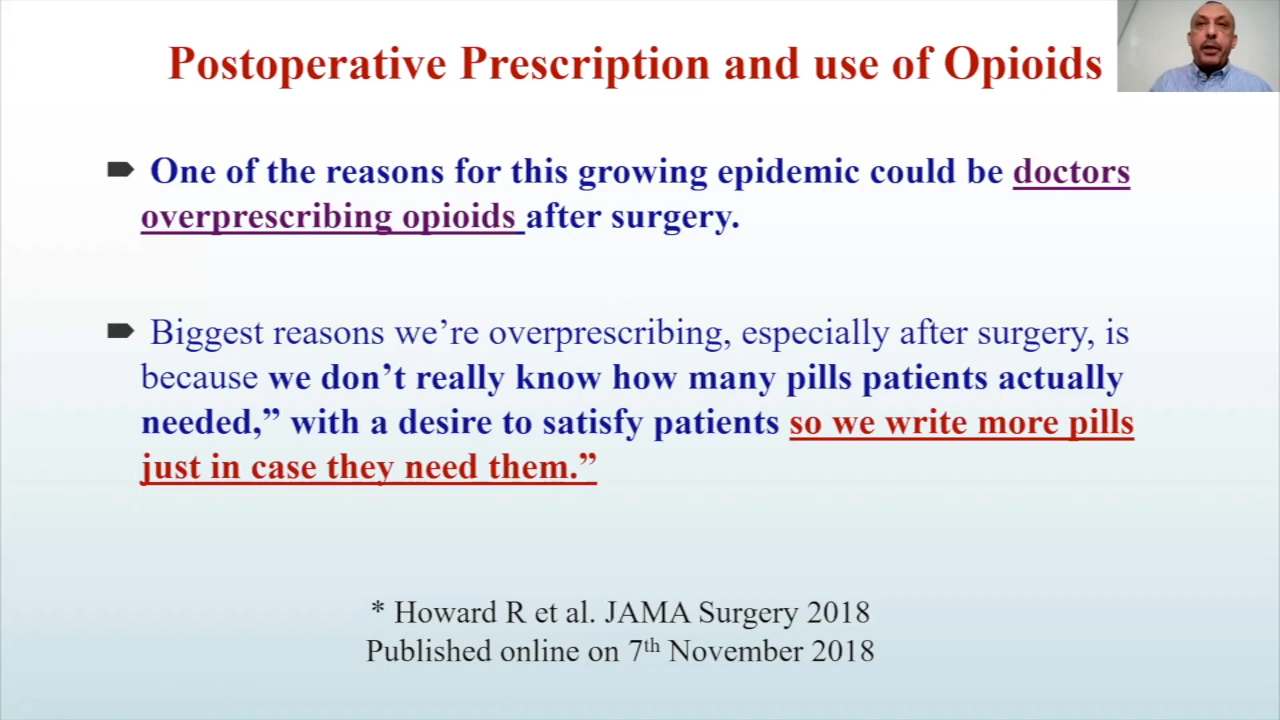 Postoperative Prescription and use of Opioids
One of the reasons for this growing epidemic could be doctors
overprescribing opioids after surgery.
Biggest reasons we’re overprescribing, especially after surgery, is
because we don’t really know how many pills patients actually
needed,” with a desire to satisfy patients so we write more pills
just in case they need them.”
* Howard R et al. JAMA Surgery 2018
Published online on 7th November 2018